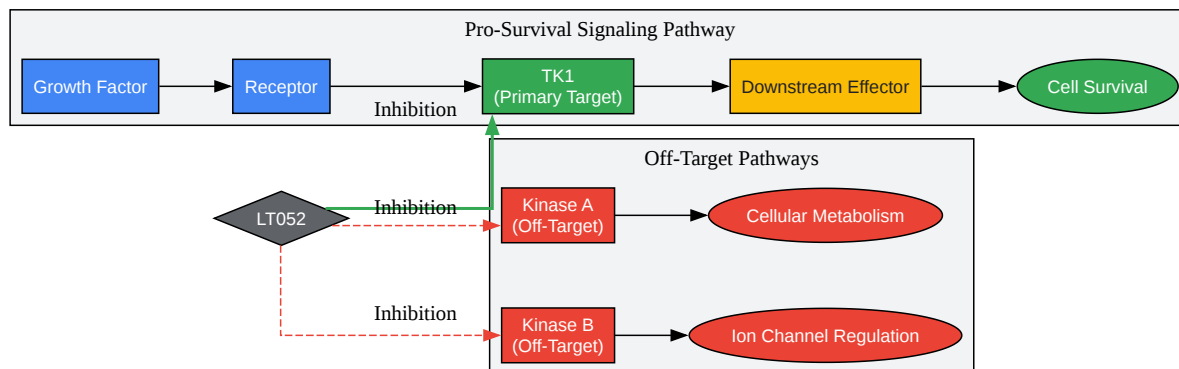 Pro-Survival Signaling Pathway
Growth Factor
Receptor
TK1
(Primary Target)
Downstream Effector
Cell Survival
Inhibition
Off-Target Pathways
LT052
Inhibition
Kinase A
(Off-Target)
Cellular Metabolism
Inhibition
Kinase B
(Off-Target)
Ion Channel Regulation